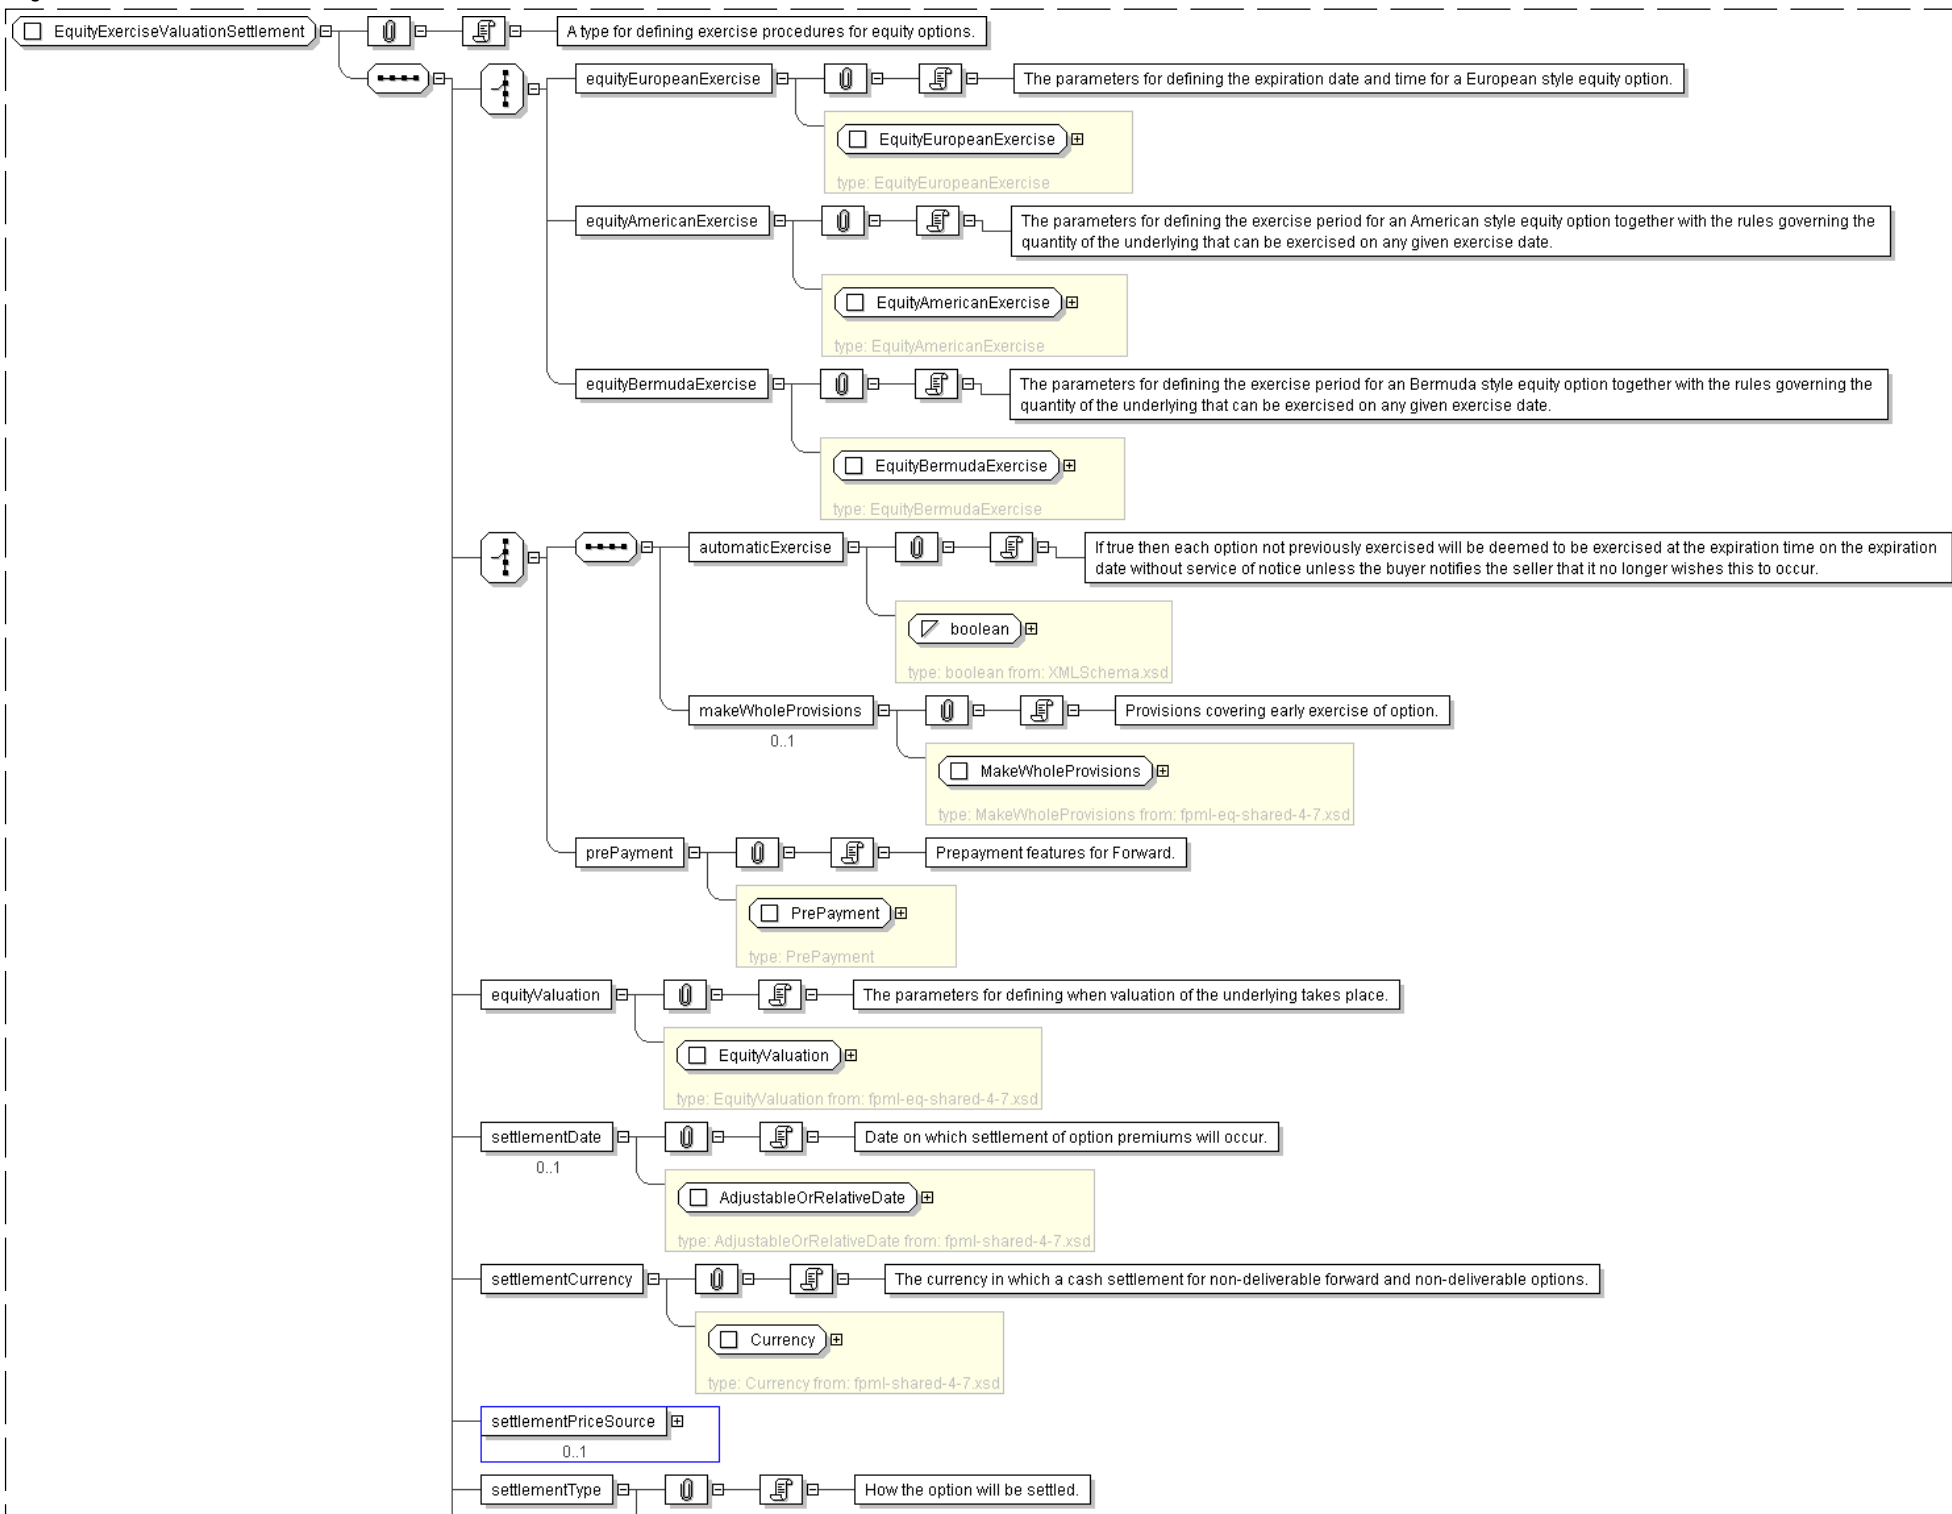 EquityExerciseValuationSettlement
A type for defining exercise procedures for equity options.
equityEuropeanExercise
The parameters for defining the expiration date and time for a European style equity option.
EquityEuropeanExercise
type: EquityEuropeanExercise
equityAmericanExercise
The parameters for defining the exercise period for an American style equity option together with the rules governing the
quantity of the underlying that can be exercised on any given exercise date.
EquityAmericanExercise
type: EquityAmericanExercise
equityBermudaExercise
The parameters for defining the exercise period for an Bermuda style equity option together with the rules governing the
quantity of the underlying that can be exercised on any given exercise date.
EquityBermudaExercise
type: EquityBermudaExercise
automaticExercise
If true then each option not previously exercised will be deemed to be exercised at the expiration time on the expiration
date without service of notice unless the buyer notifies the seller that it no longer wishes this to occur.
boolean
type: boolean from: XMLSchema.xsd
makeWholeProvisions
Provisions covering early exercise of option.
0..1
MakeWholeProvisions
type: MakeWholeProvisions from: fpml-eq-shared-4-7.xsd
prePayment
Prepayment features for Forward.
PrePayment
type: PrePayment
equityValuation
The parameters for defining when valuation of the underlying takes place.
EquityValuation
type: EquityValuation from: fpml-eq-shared-4-7.xsd
settlementDate
Date on which settlement of option premiums will occur.
0..1
AdjustableOrRelativeDate
type: AdjustableOrRelativeDate from: fpml-shared-4-7.xsd
settlementCurrency
The currency in which a cash settlement for non-deliverable forward and non-deliverable options.
Currency
type: Currency from: fpml-shared-4-7.xsd
settlementPriceSource
0..1
settlementType
How the option will be settled.